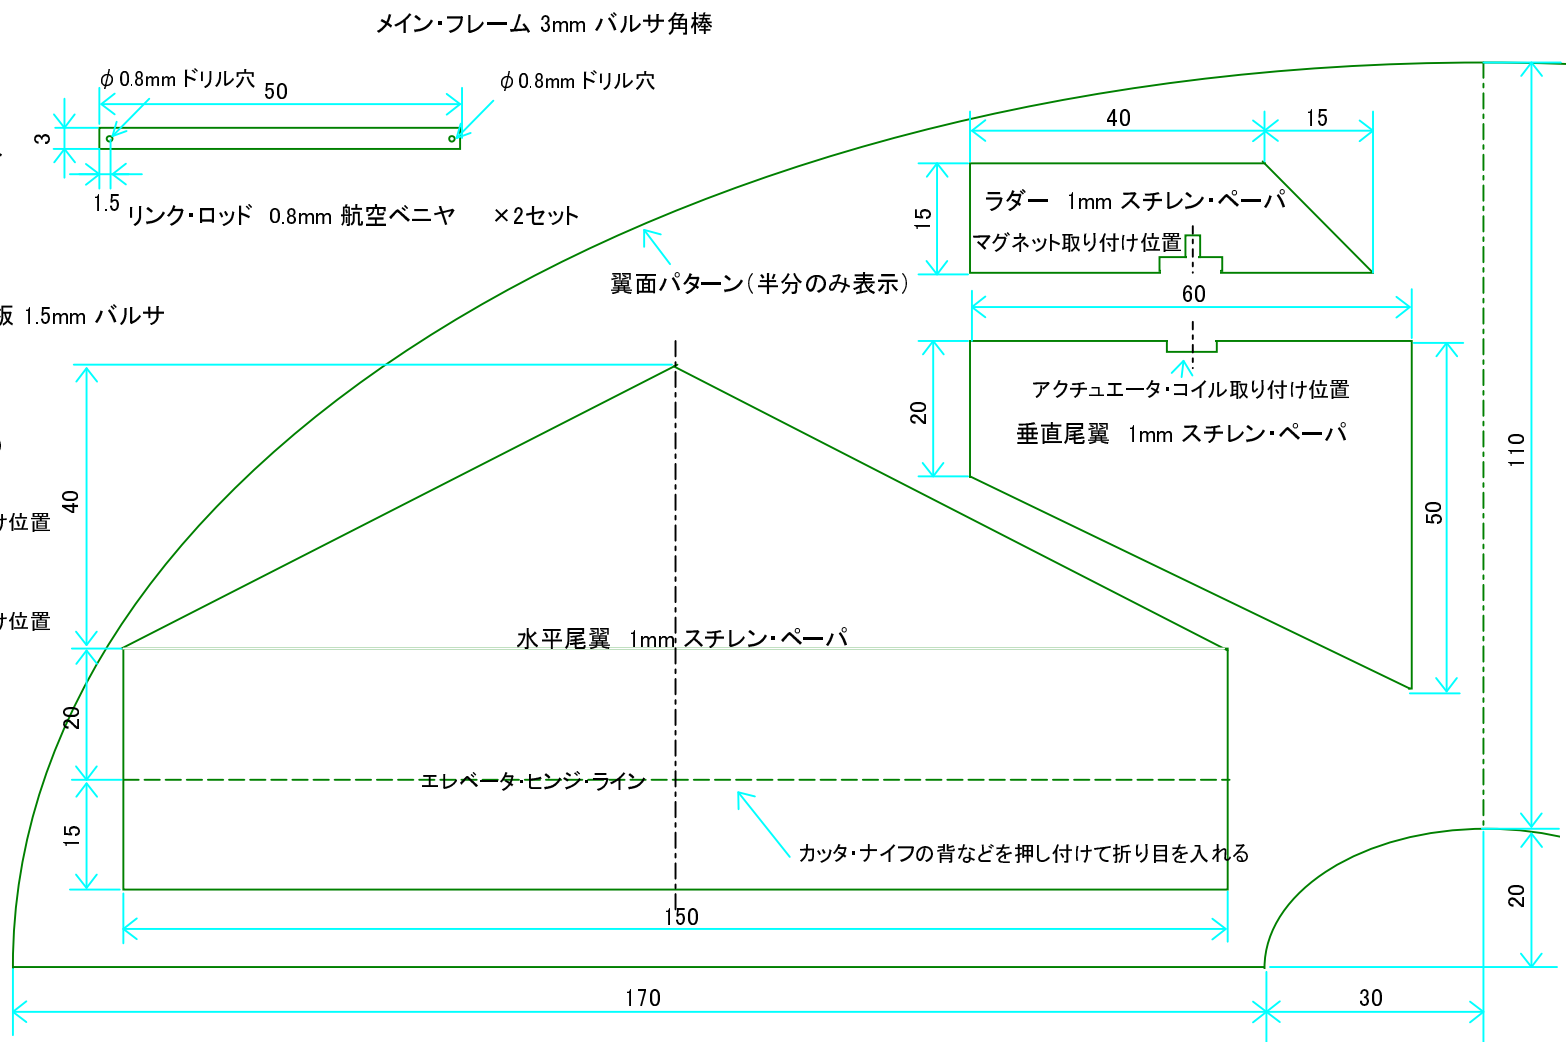 メイン・フレーム 3mm バルサ角棒
φ0.8mm ドリル穴
50
φ0.8mm ドリル穴
3
1.5
リンク・ロッド 0.8mm 航空ベニヤ ×2セット
40
15
15
ラダー 1mm スチレン・ペーパ
マグネット取り付け位置
翼面パターン(半分のみ表示)
60
1.5mm バルサ
アクチュエータ・コイル取り付け位置
20
垂直尾翼 1mm スチレン・ペーパ
110
50
40
け位置
け位置
水平尾翼 1mm スチレン・ペーパ
20
エレベータ・ヒンジ・ライン
15
カッタ・ナイフの背などを押し付けて折り目を入れる
20
150
170
30